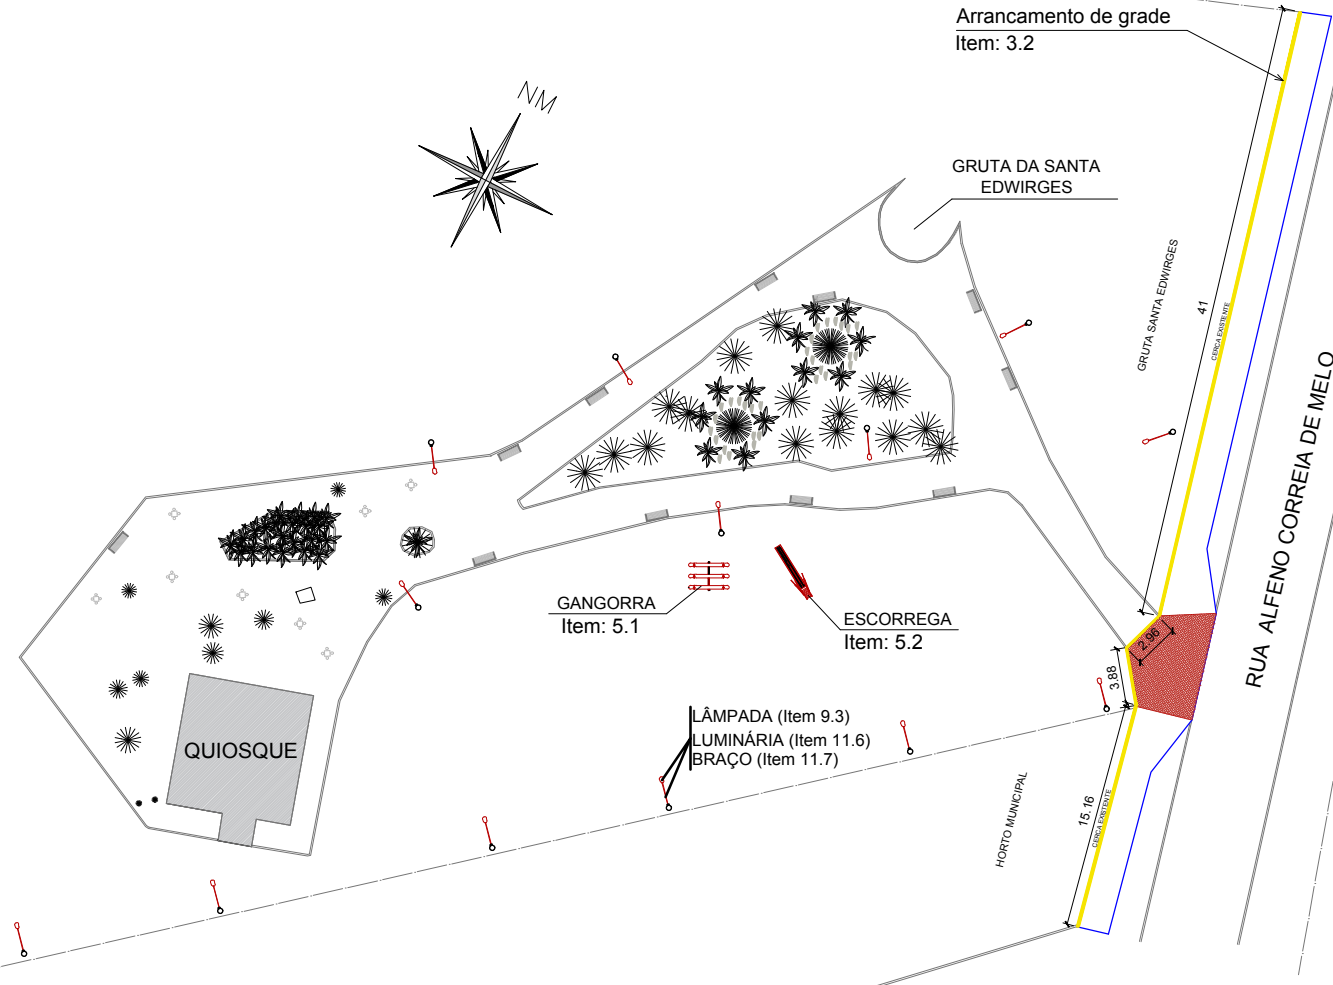 Arrancamento de grade
Item: 3.2
NM
GRUTA DA SANTA
EDWIRGES
GRUTA SANTA EDWIRGES
41
CERCA EXISTENTE
RUA ALFENO CORREIA DE MELO
GANGORRA
Item: 5.1
ESCORREGA
Item: 5.2
2.96
3.88
LÂMPADA (Item 9.3)
LUMINÁRIA (Item 11.6)
BRAÇO (Item 11.7)
QUIOSQUE
HORTO MUNICIPAL
15.16
CERCA EXISTENTE